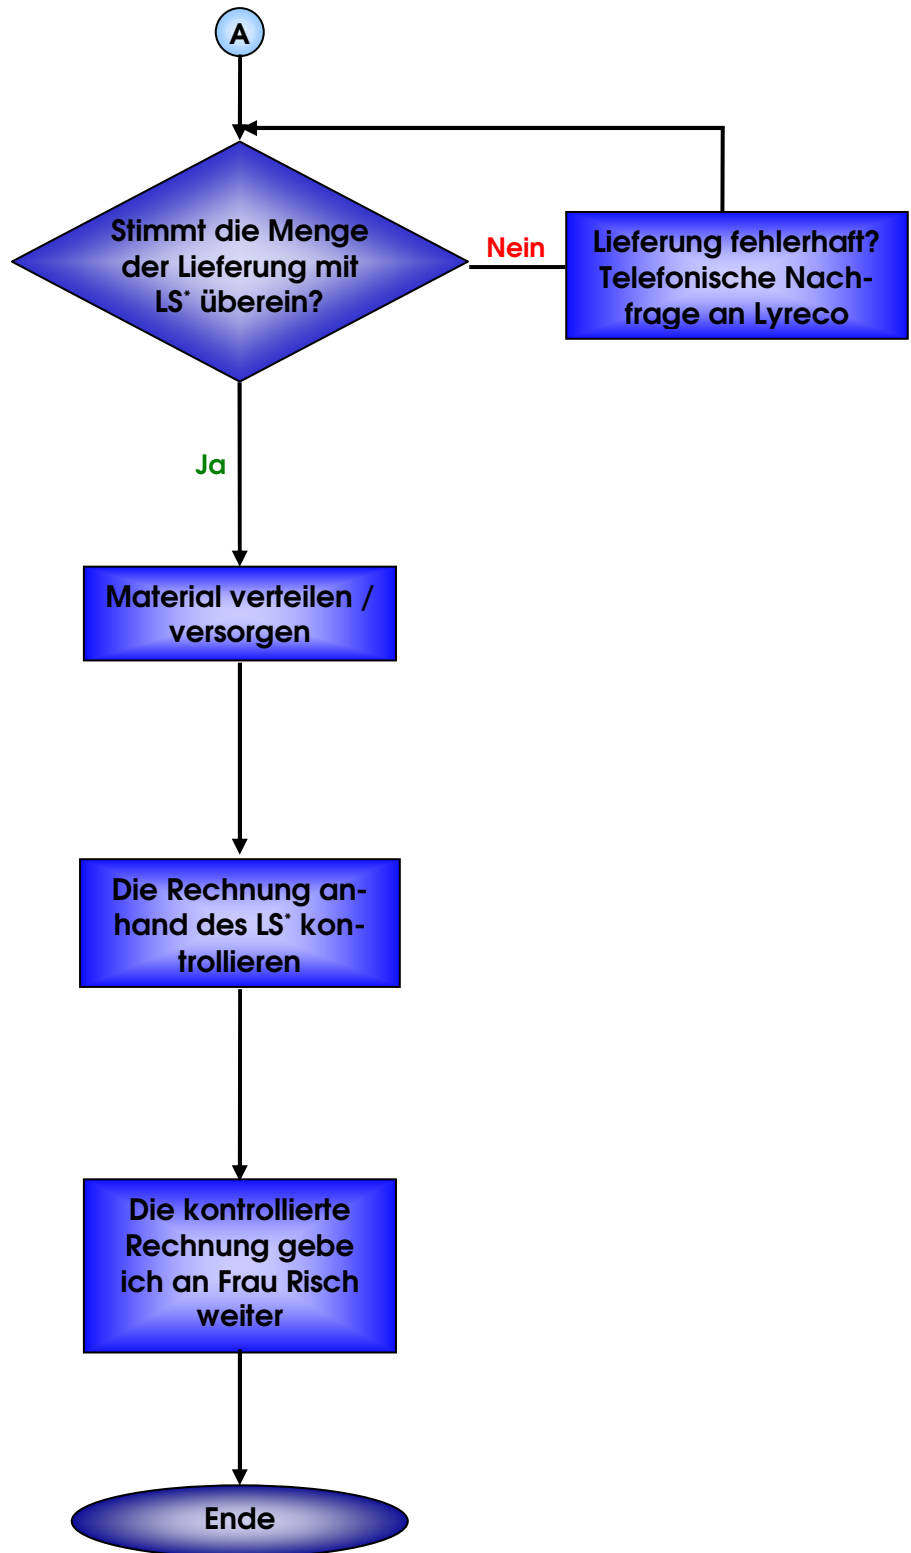 A
Stimmt die Menge
der Lieferung mit
LS* überein?
Nein
Lieferung fehlerhaft?
Telefonische Nach-
frage an Lyreco
Ja
Material verteilen /
versorgen
Die Rechnung an-
hand des LS* kon-
trollieren
Die kontrollierte
Rechnung gebe
ich an Frau Risch
weiter
Ende